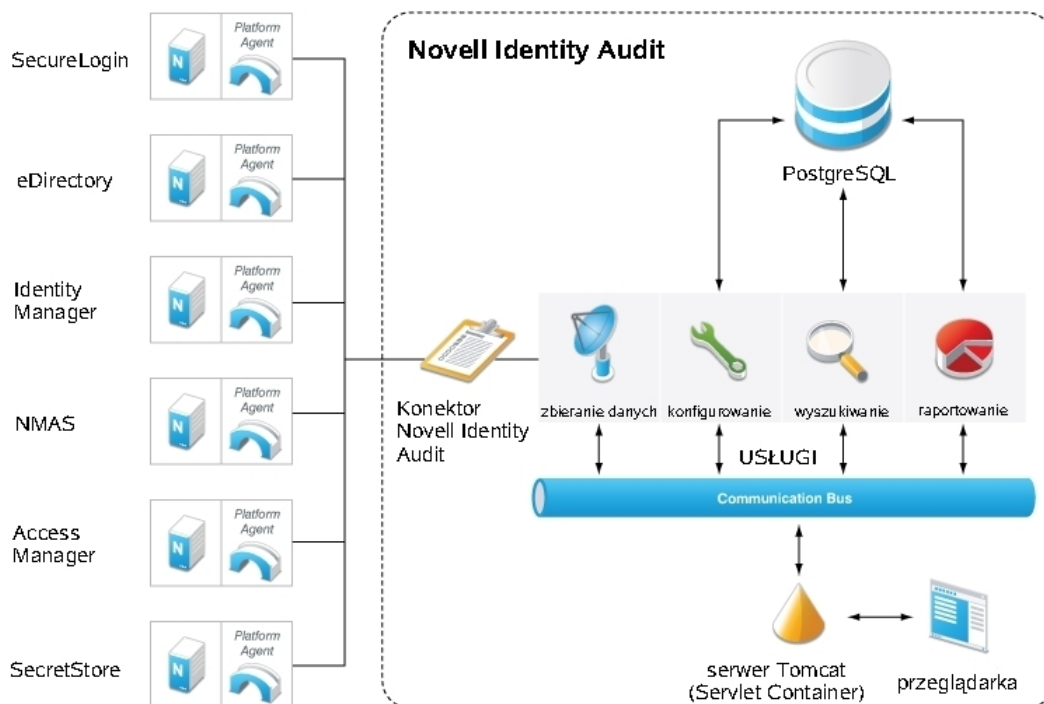 SecureLogin
N
Platform
Agent
eDirectory
N
Platform
Agent
Identity
Manager
N
Platform
Agent
NMAS
N
Platform
Agent
Access
Manager
N
Platform
Agent
SecretStore
N
Platform
Agent
Novell Identity Audit
PostgreSQL
Konektor
Novell Identity
Audit
zbieranie danych
konfigurowanie
wyszukiwanie
raportowanie
USŁUGI
Communication Bus
serwer Tomcat
(Servlet Container)
przeglądarka